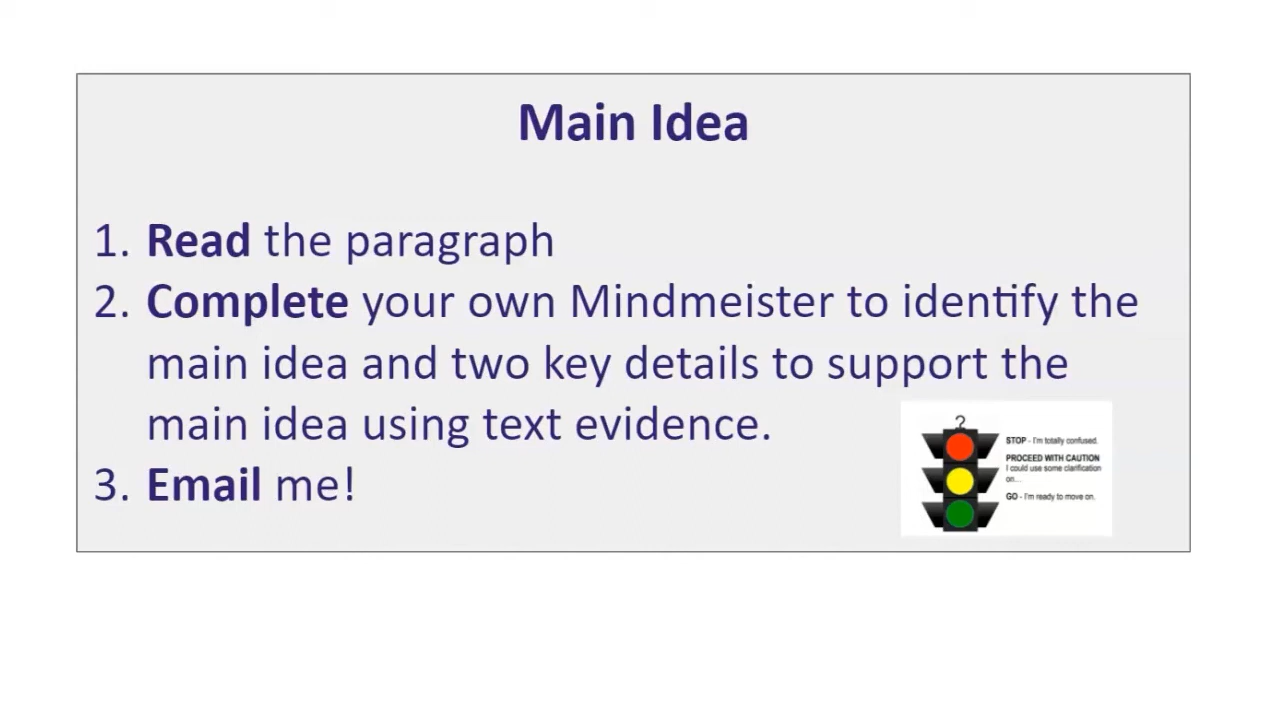 Main Idea
1. Read the paragraph
2. Complete your own Mindmeister to identify the
main idea and two key details to support the
main idea using text evidence.
3. Email me!
?
STOP - I'm totally confused.
PROCEED WITH CAUTION
I could use some clarification
on...
GO - I'm ready to move on.